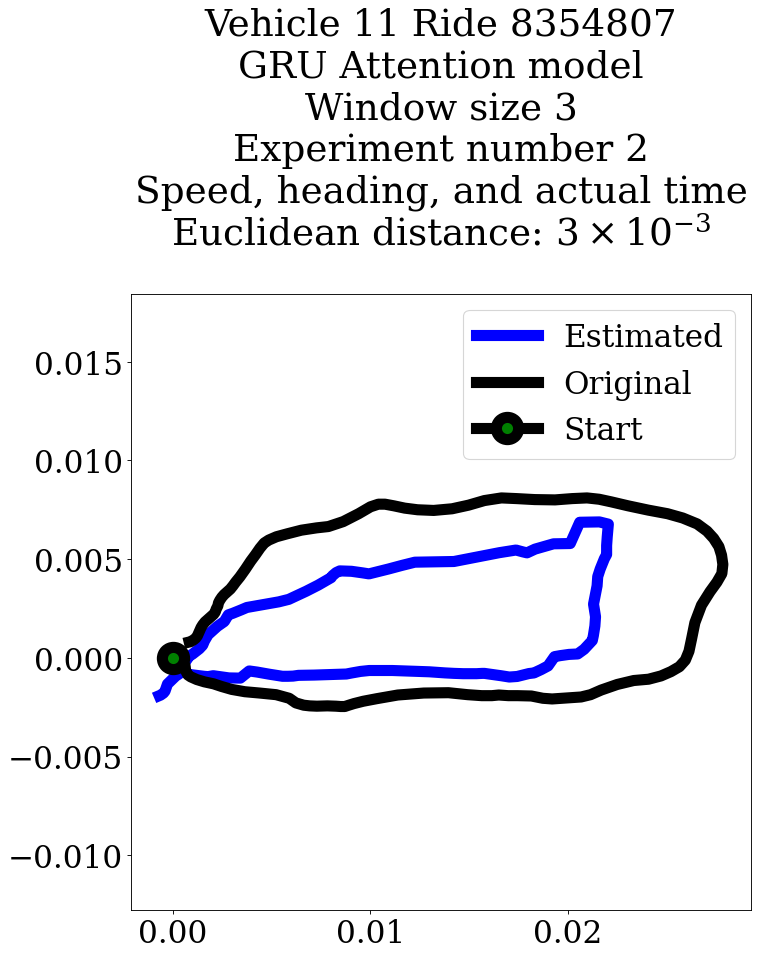 Vehicle 11 Ride 8354807
GRU Attention model
Window size 3
Experiment number 2
Speed, heading, and actual time
Euclidean distance: 3 × 10⁻³
Estimated
Original
Start
0.015
0.010
0.005
0.000
−0.005
−0.010
0.00 0.01 0.02